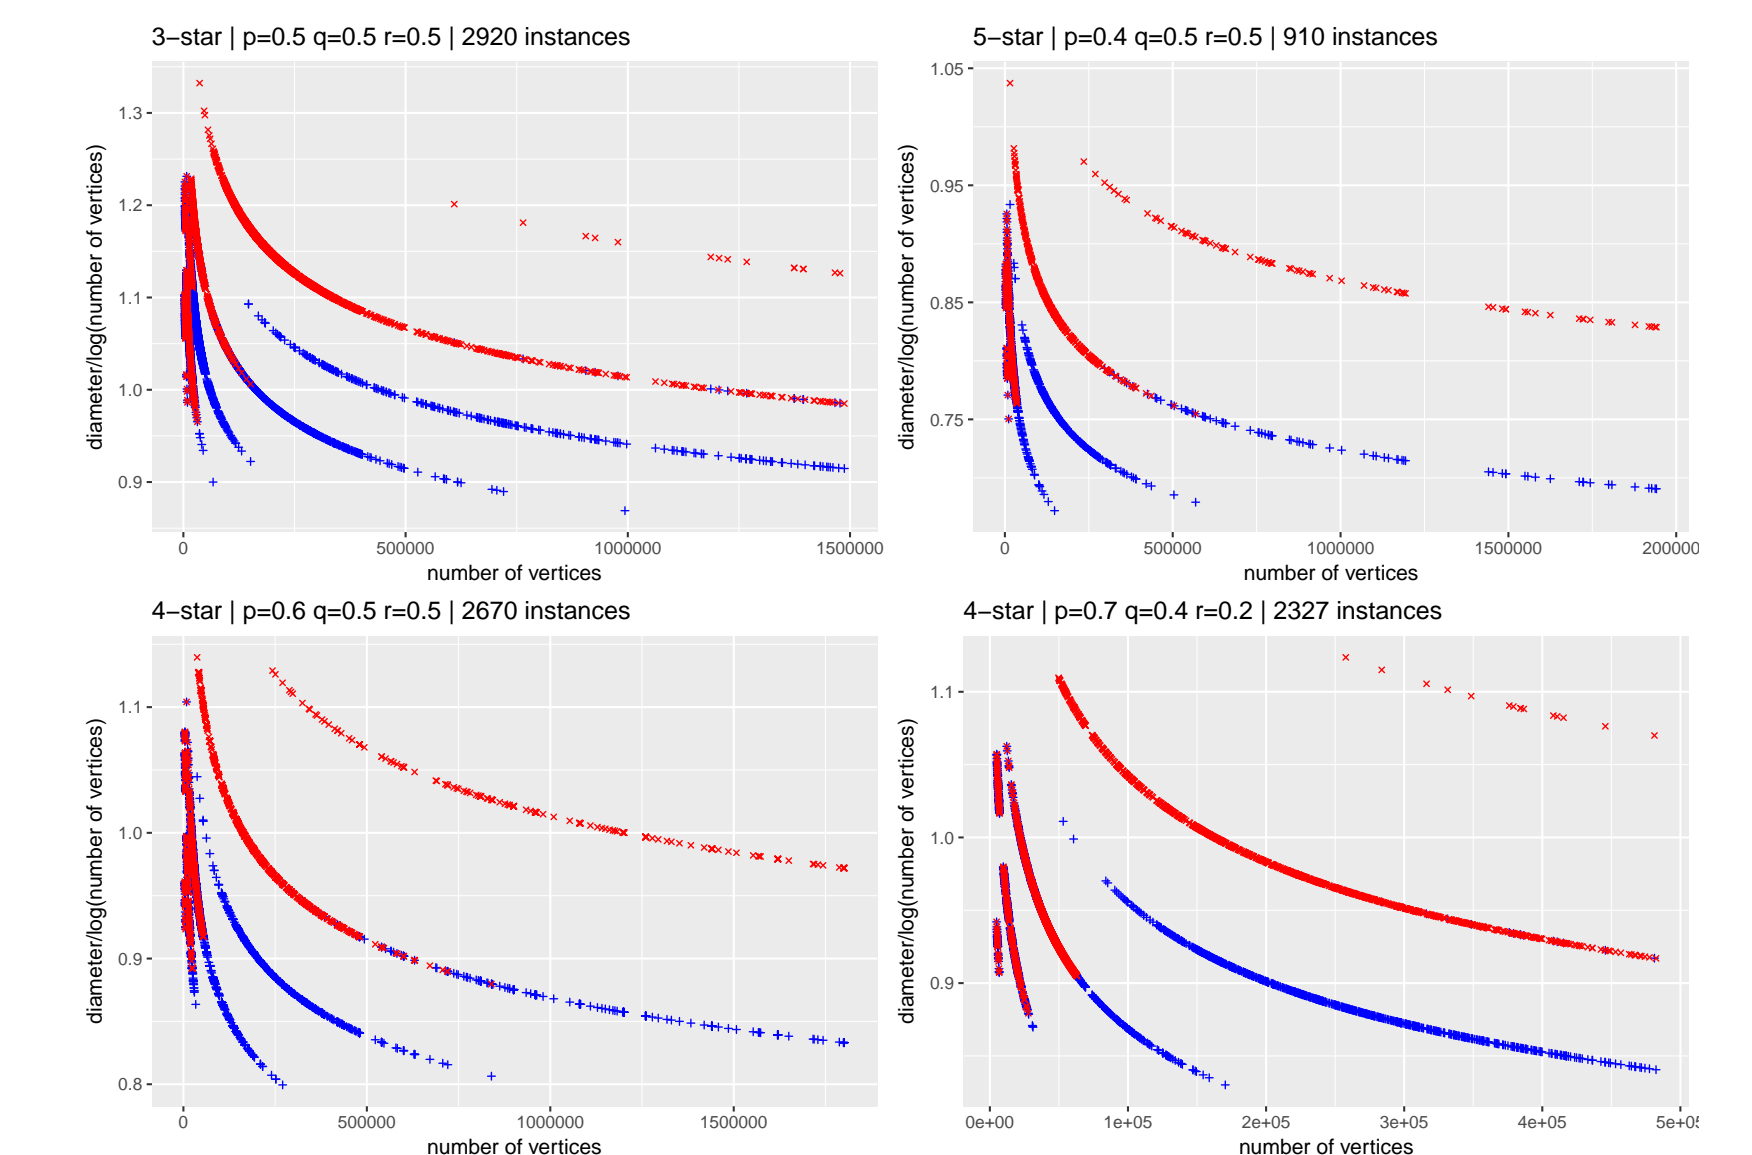 3−star | p=0.5 q=0.5 r=0.5 | 2920 instances
diameter/log(number of vertices)
1.3
1.2
1.1
1.0
0.9
0
500000
1000000
1500000
number of vertices
5−star | p=0.4 q=0.5 r=0.5 | 910 instances
diameter/log(number of vertices)
1.05
0.95
0.85
0.75
0
500000
1000000
1500000
200000
number of vertices
4−star | p=0.6 q=0.5 r=0.5 | 2670 instances
diameter/log(number of vertices)
1.1
1.0
0.9
0.8
0
500000
1000000
1500000
number of vertices
4−star | p=0.7 q=0.4 r=0.2 | 2327 instances
diameter/log(number of vertices)
1.1
1.0
0.9
0e+00
1e+05
2e+05
3e+05
4e+05
5e+0
number of vertices